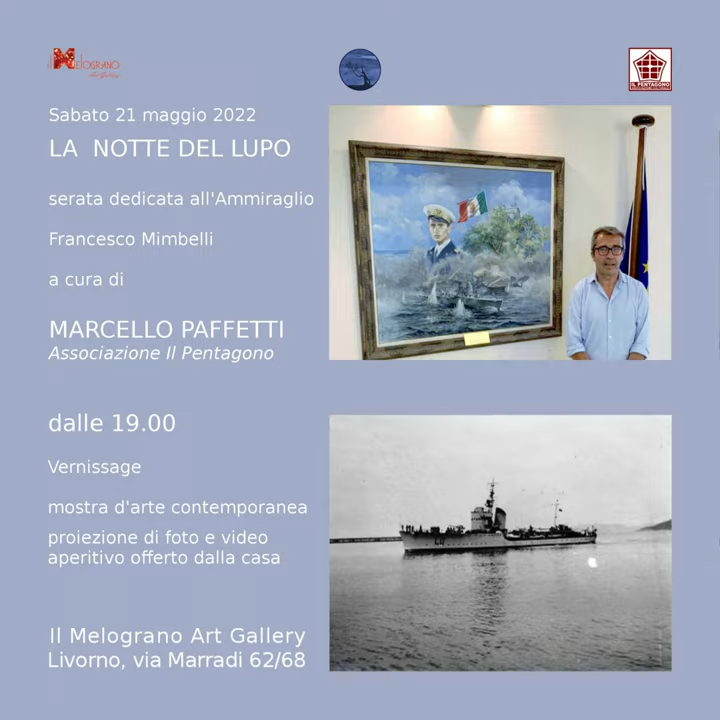 Melograno
Art Gallery
IL PENTAGONO
Sabato 21 maggio 2022
LA NOTTE DEL LUPO
serata dedicata all'Ammiraglio
Francesco Mimbelli
a cura di
MARCELLO PAFFETTI
Associazione Il Pentagono
dalle 19.00
Vernissage
mostra d'arte contemporanea
proiezione di foto e video
aperitivo offerto dalla casa
Il Melograno Art Gallery
Livorno, via Marradi 62/68